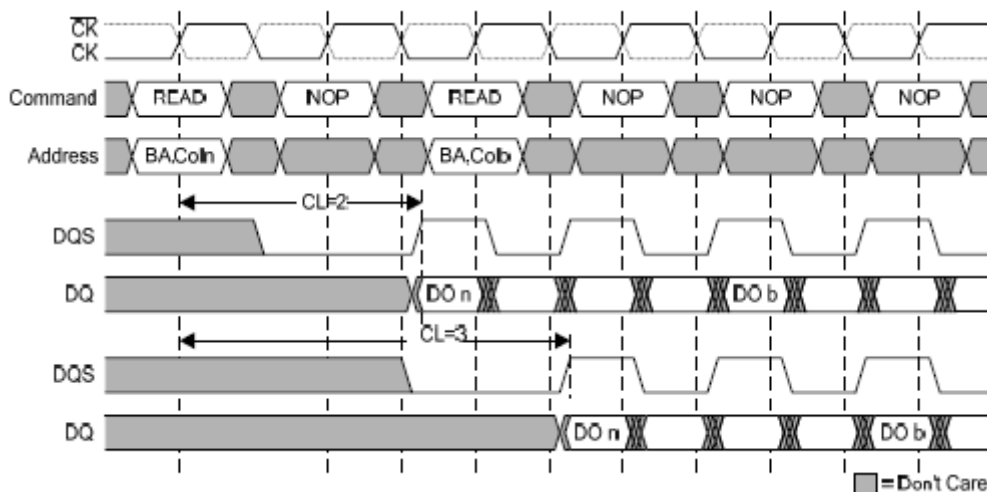 CK
CK
Command READ NOP READ NOP NOP NOP
Address BA,Coln BA,Colb
CL=2
DQS
DQ DO n DO b
CL=3
DQS
DQ DO n DO b
=Don't Care